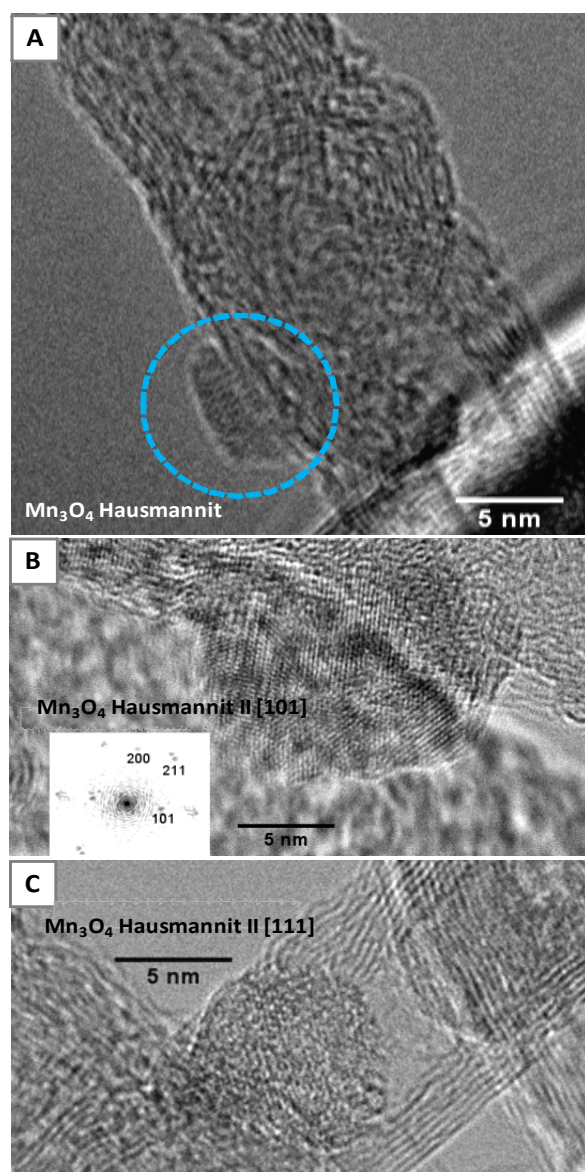 A
Mn₃O₄ Hausmannit
5 nm
B
Mn₃O₄ Hausmannit II [101]
200
211
101
5 nm
C
Mn₃O₄ Hausmannit II [111]
5 nm